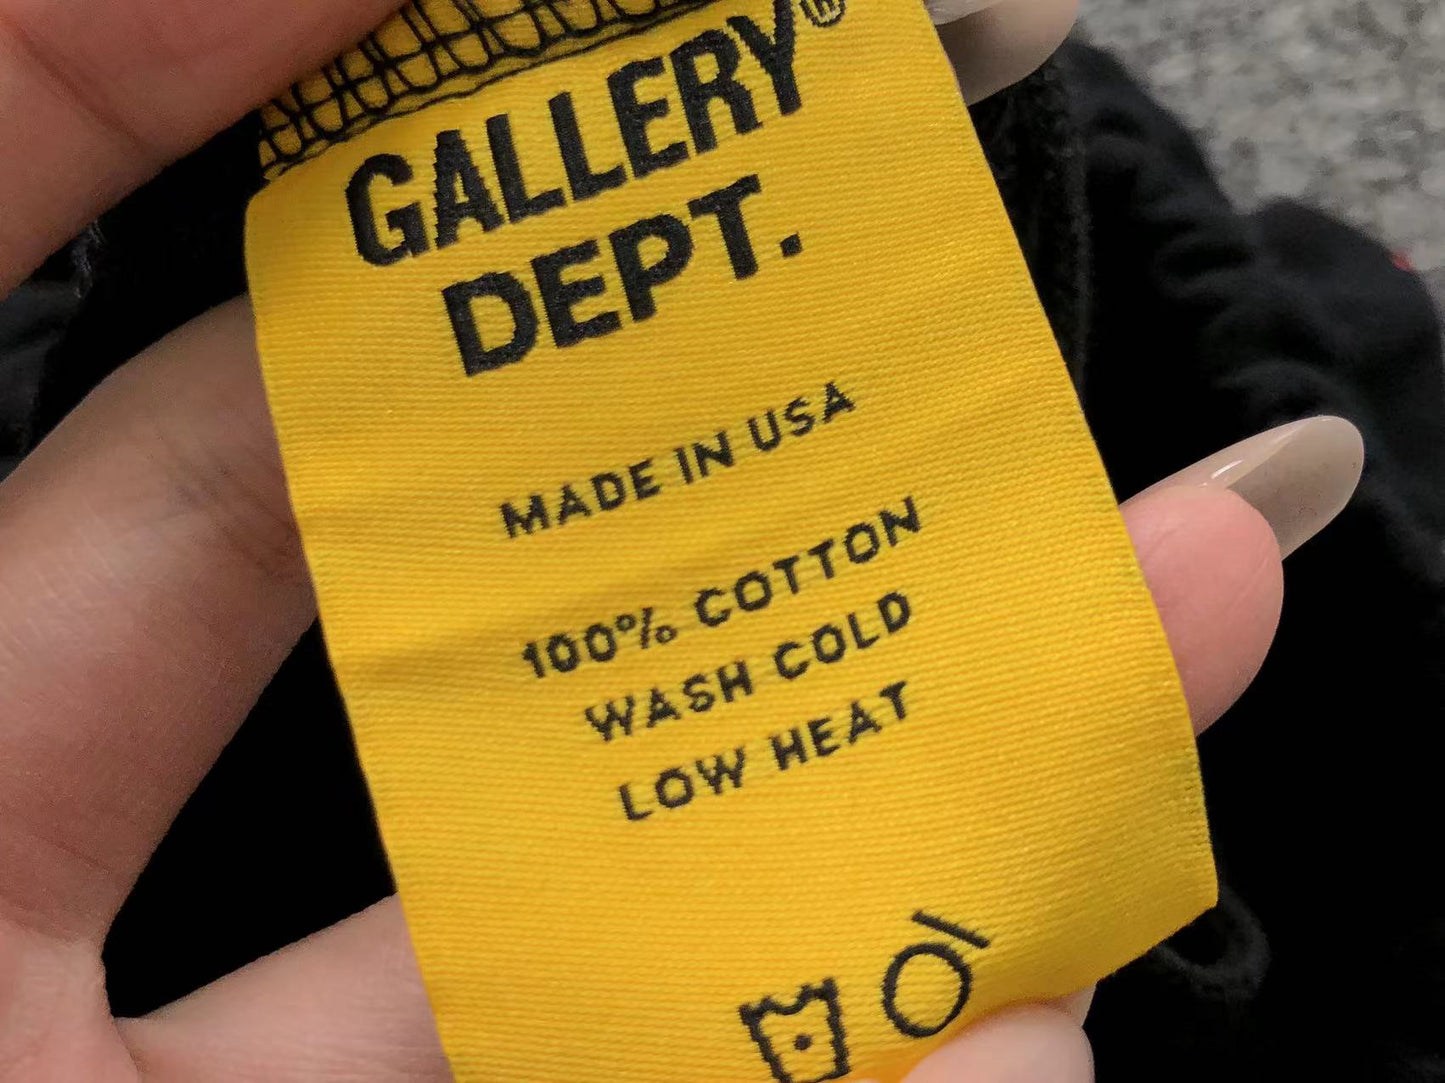 GALLERY®
DEPT.
MADE IN USA
100% COTTON
WASH COLD
LOW HEAT